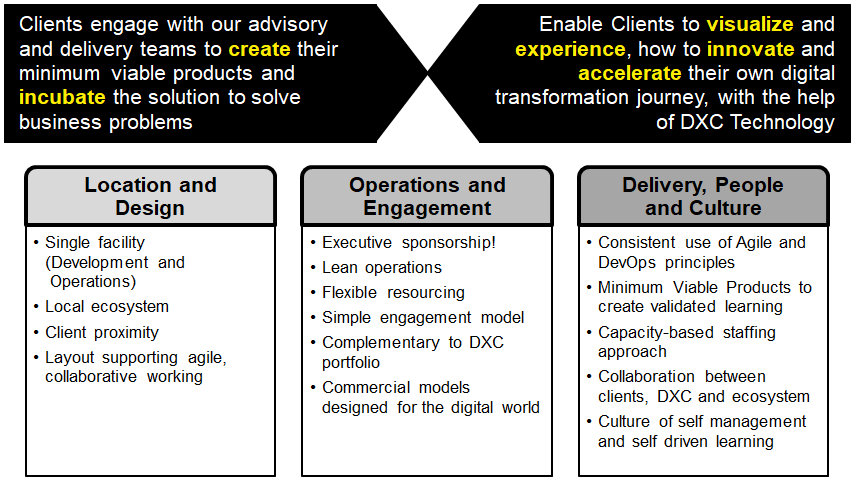 Clients engage with our advisory
and delivery teams to create their
minimum viable products and
incubate the solution to solve
business problems
Enable Clients to visualize and
experience, how to innovate and
accelerate their own digital
transformation journey, with the help
of DXC Technology
Location and
Design
• Single facility
(Development and
Operations)
• Local ecosystem
• Client proximity
• Layout supporting agile,
collaborative working
Operations and
Engagement
• Executive sponsorship!
• Lean operations
• Flexible resourcing
• Simple engagement model
• Complementary to DXC
portfolio
• Commercial models
designed for the digital world
Delivery, People
and Culture
• Consistent use of Agile and
DevOps principles
• Minimum Viable Products to
create validated learning
• Capacity-based staffing
approach
• Collaboration between
clients, DXC and ecosystem
• Culture of self management
and self driven learning